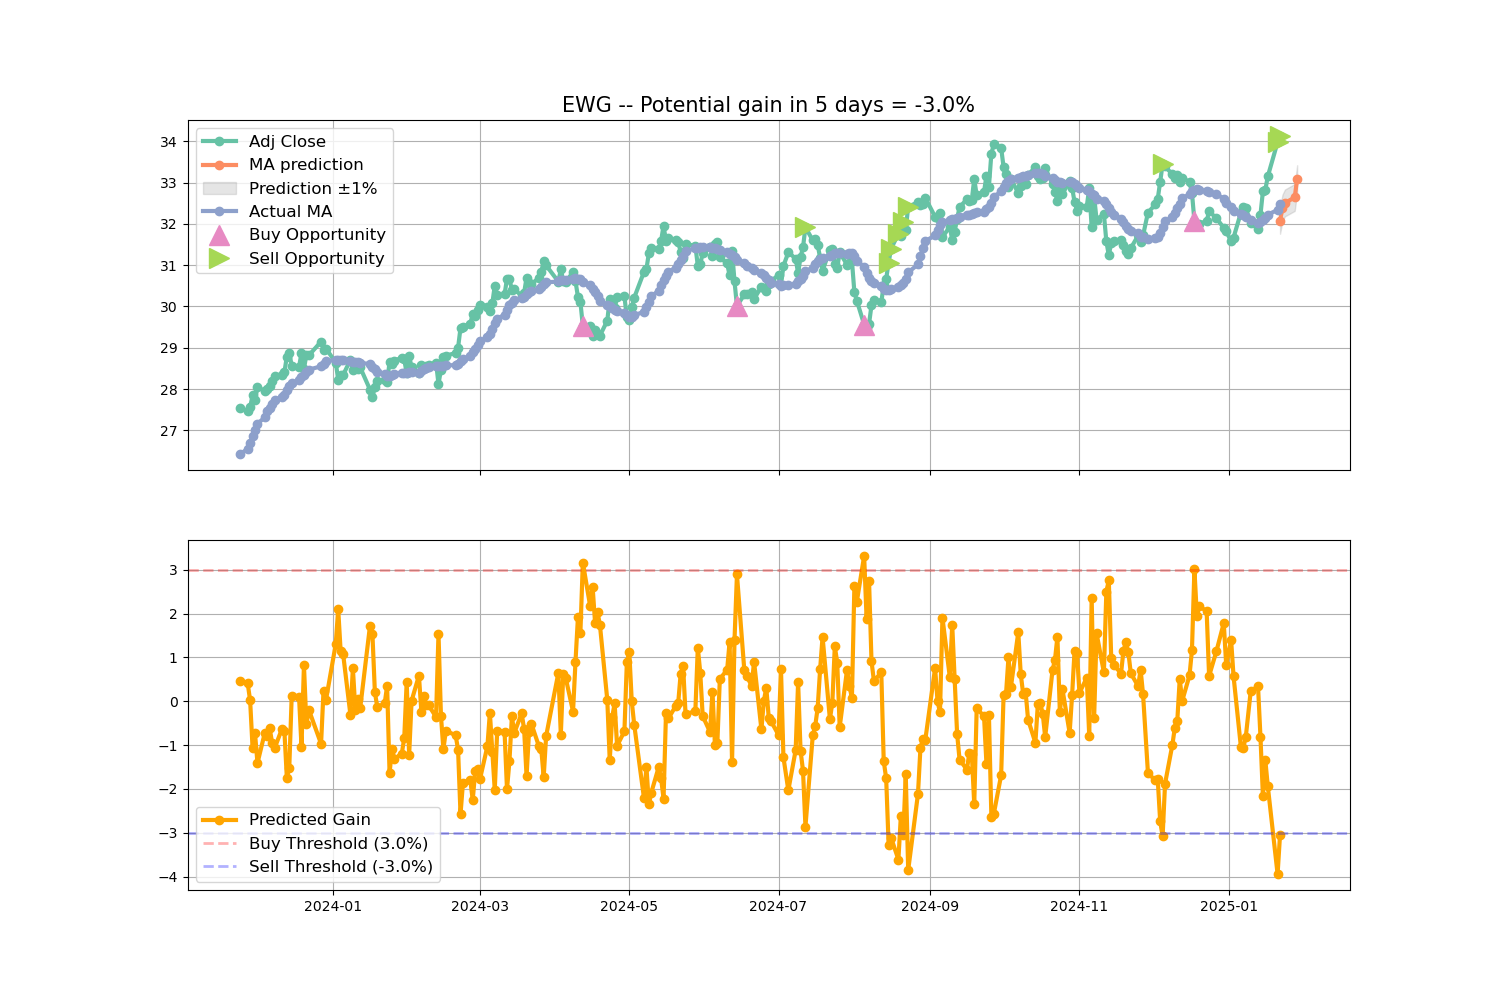 EWG -- Potential gain in 5 days = -3.0%
Adj Close
MA prediction
Prediction ±1%
Actual MA
Buy Opportunity
Sell Opportunity
34
33
32
31
30
29
28
27
3
2
1
0
−1
−2
−3
−4
Predicted Gain
Buy Threshold (3.0%)
Sell Threshold (-3.0%)
2024-01
2024-03
2024-05
2024-07
2024-09
2024-11
2025-01